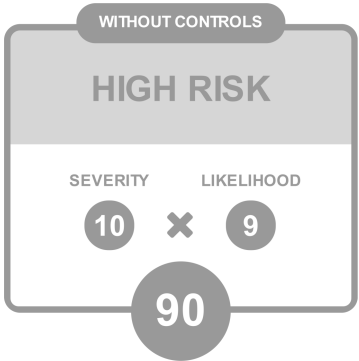 WITHOUT CONTROLS
HIGH RISK
SEVERITY LIKELIHOOD
10 × 9
90